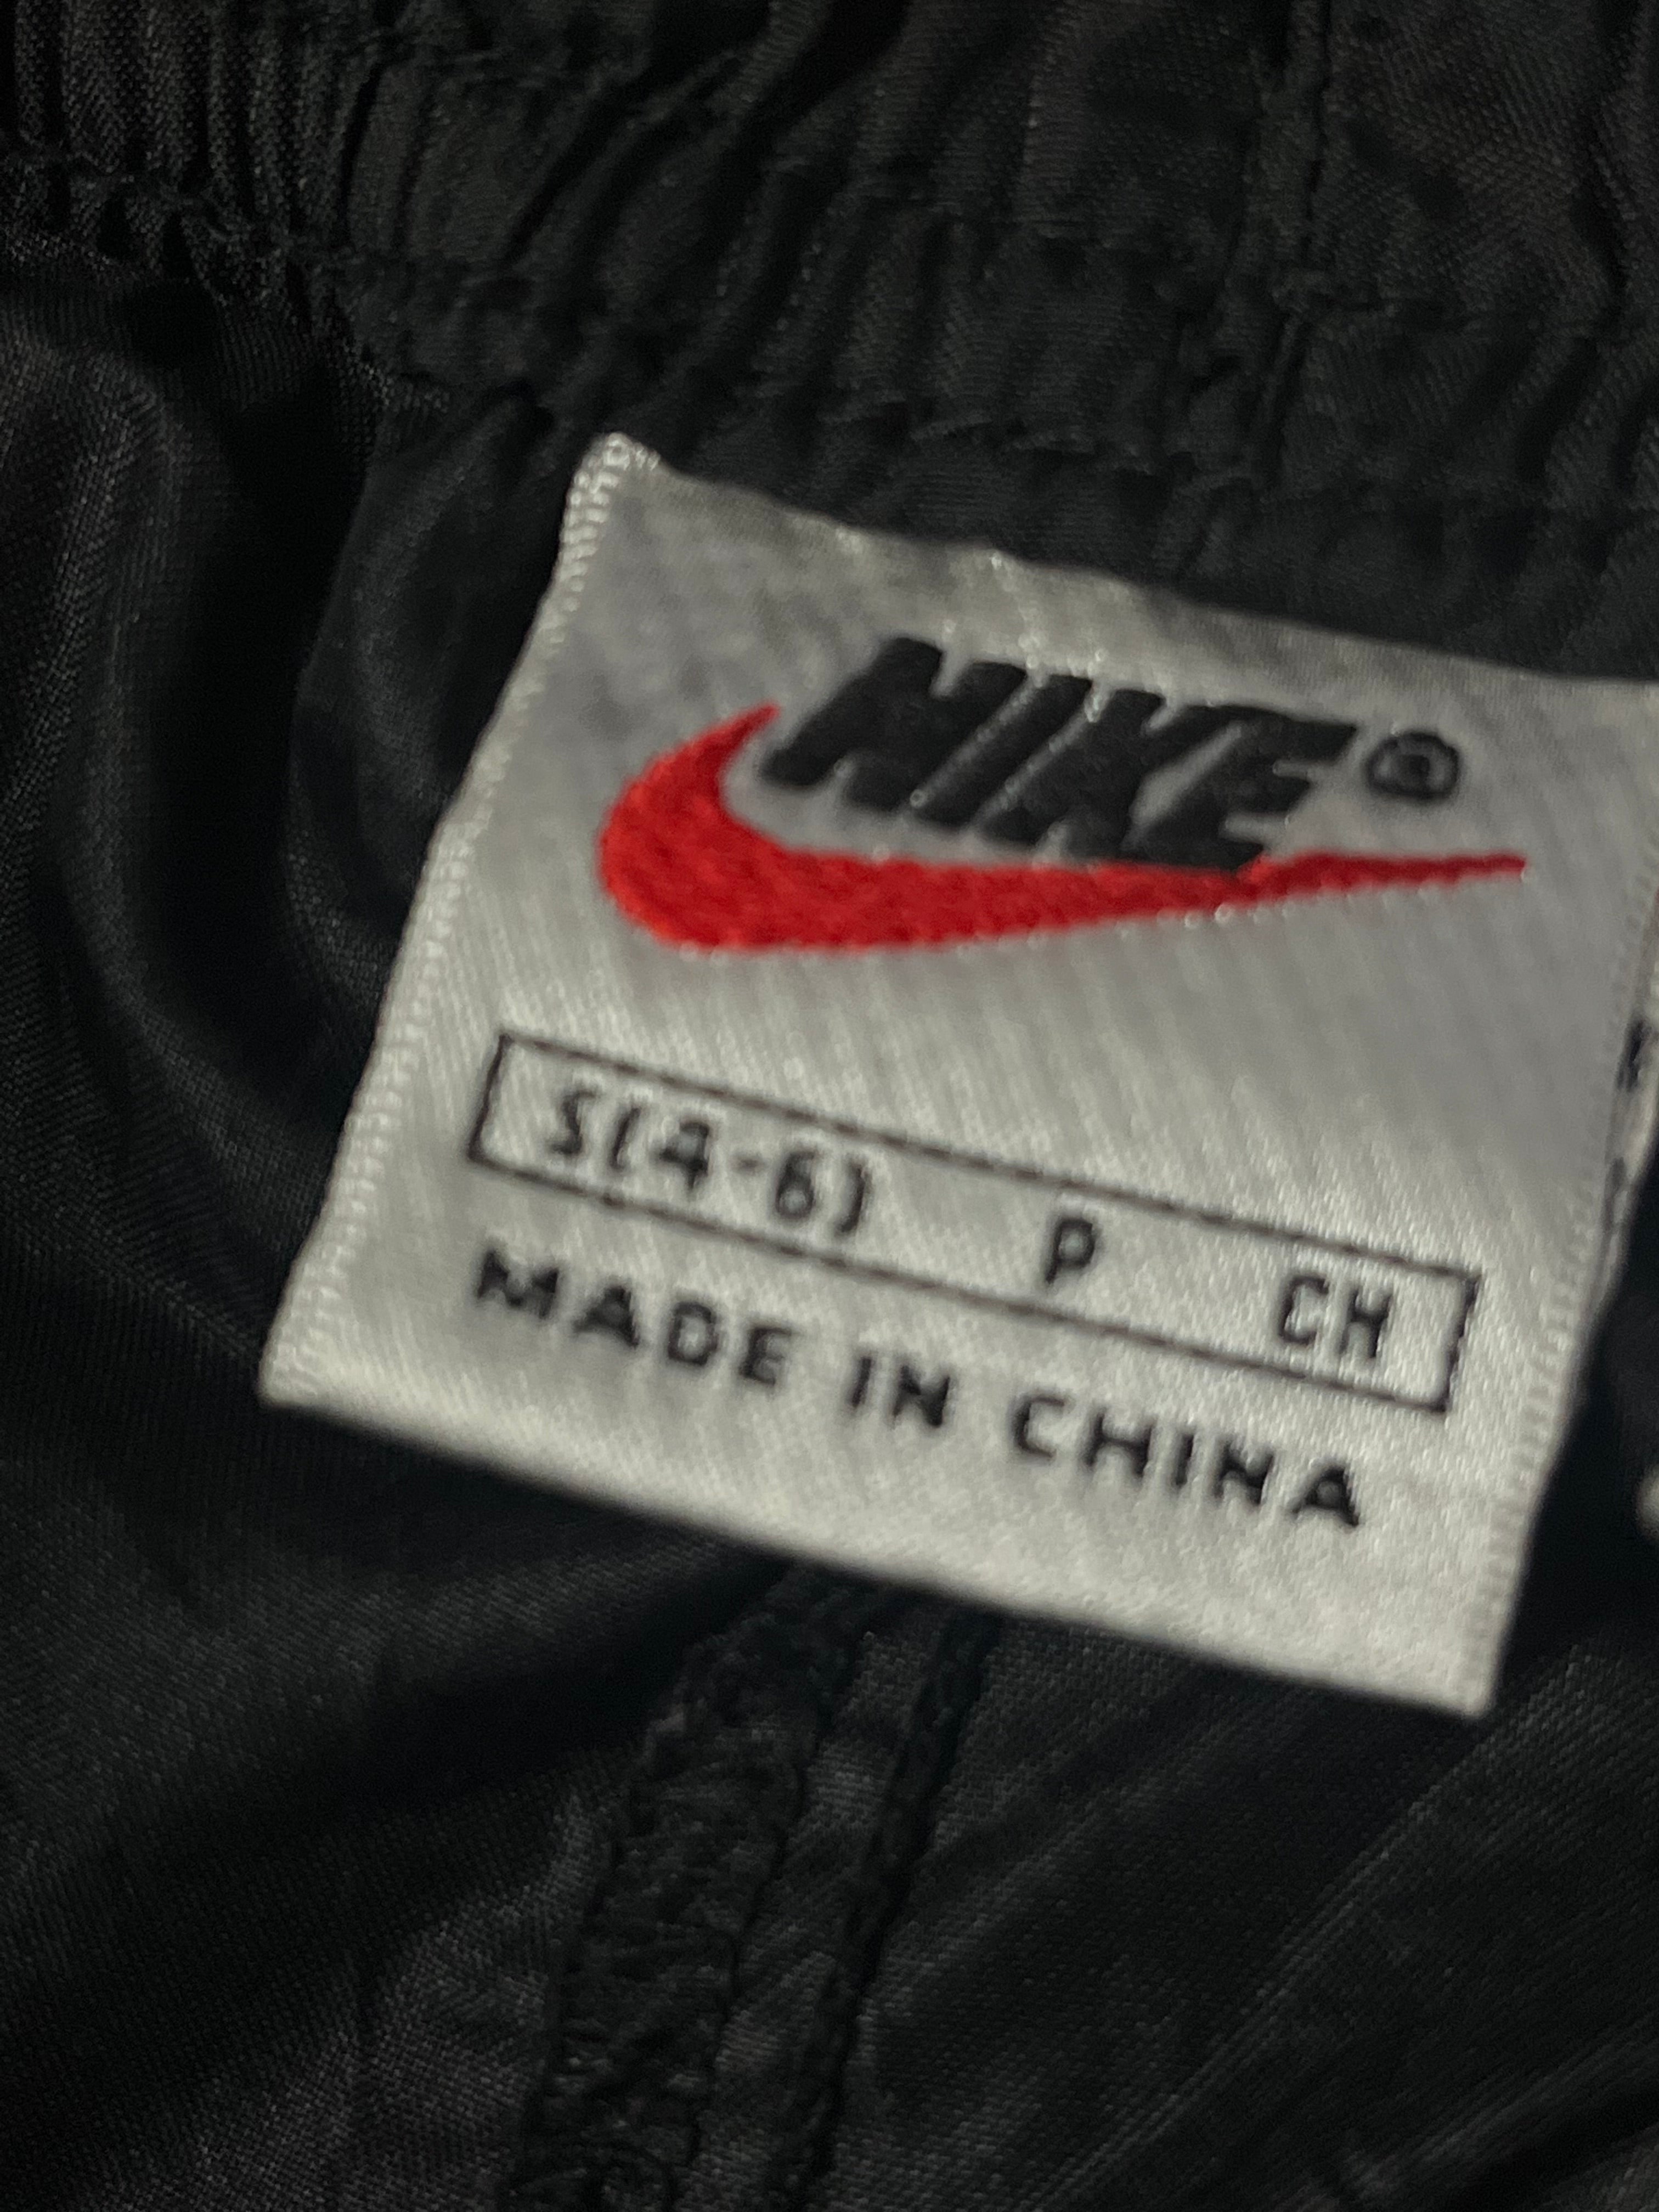 NIKE®
S(4-6) P CH
MADE IN CHINA